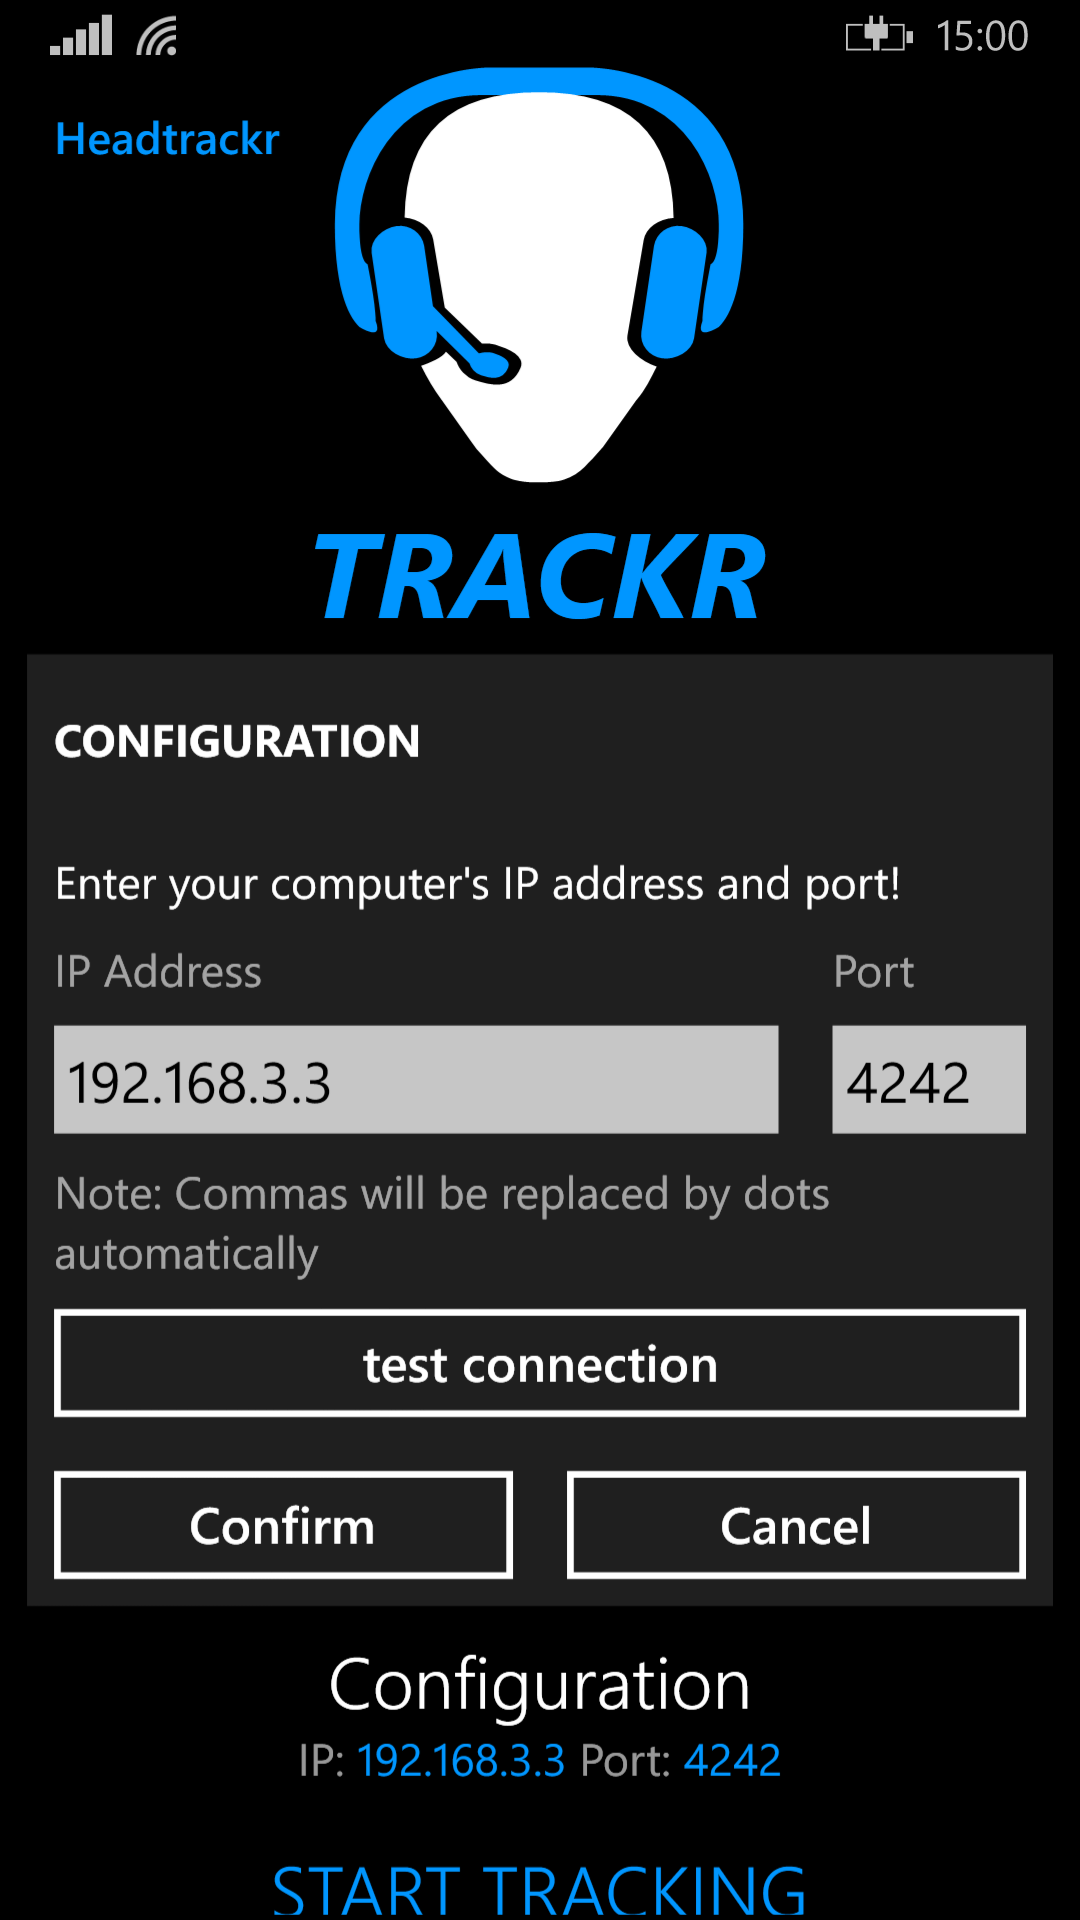 15:00
Headtrackr
TRACKR
CONFIGURATION
Enter your computer's IP address and port!
IP Address Port
192.168.3.3 4242
Note: Commas will be replaced by dots
automatically
test connection
Confirm Cancel
Configuration
IP: 192.168.3.3 Port: 4242
START TRACKING